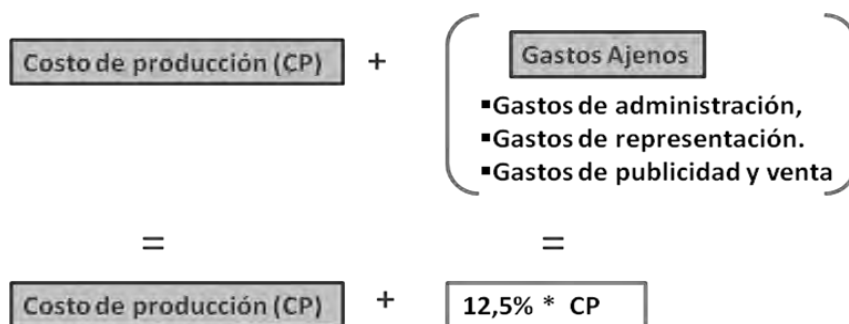 Costo de producción (CP) + Gastos Ajenos
▪Gastos de administración,
▪Gastos de representación.
▪Gastos de publicidad y venta
= =
Costo de producción (CP) + 12,5% * CP